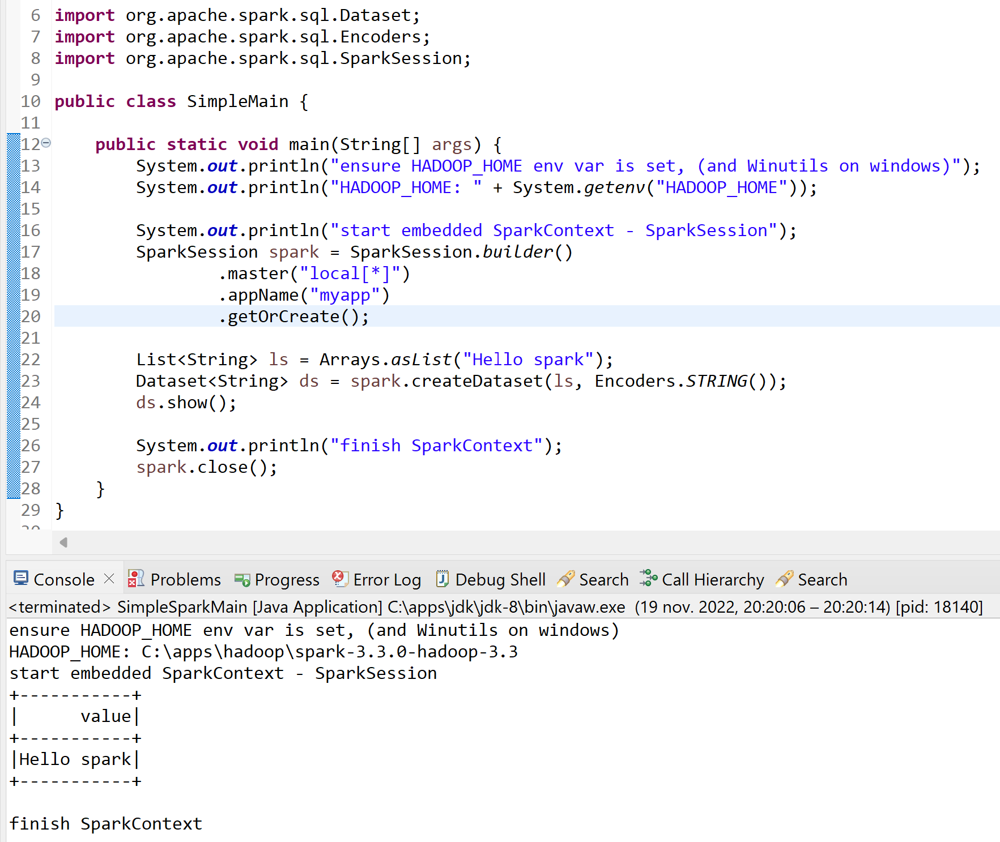 6 import org.apache.spark.sql.Dataset;
7 import org.apache.spark.sql.Encoders;
8 import org.apache.spark.sql.SparkSession;
9
10 public class SimpleMain {
11
12 public static void main(String[] args) {
13 System.out.println("ensure HADOOP_HOME env var is set, (and Winutils on windows)");
14 System.out.println("HADOOP_HOME: " + System.getenv("HADOOP_HOME"));
15
16 System.out.println("start embedded SparkContext - SparkSession");
17 SparkSession spark = SparkSession.builder()
18 .master("local[*]")
19 .appName("myapp")
20 .getOrCreate();
21
22 List<String> ls = Arrays.asList("Hello spark");
23 Dataset<String> ds = spark.createDataset(ls, Encoders.STRING());
24 ds.show();
25
26 System.out.println("finish SparkContext");
27 spark.close();
28 }
29 }
Console Problems Progress Error Log Debug Shell Search Call Hierarchy Search
<terminated> SimpleSparkMain [Java Application] C:\apps\jdk\jdk-8\bin\javaw.exe (19 nov. 2022, 20:20:06 – 20:20:14) [pid: 18140]
ensure HADOOP_HOME env var is set, (and Winutils on windows)
HADOOP_HOME: C:\apps\hadoop\spark-3.3.0-hadoop-3.3
start embedded SparkContext - SparkSession
+-----------+
|      value|
+-----------+
|Hello spark|
+-----------+
finish SparkContext